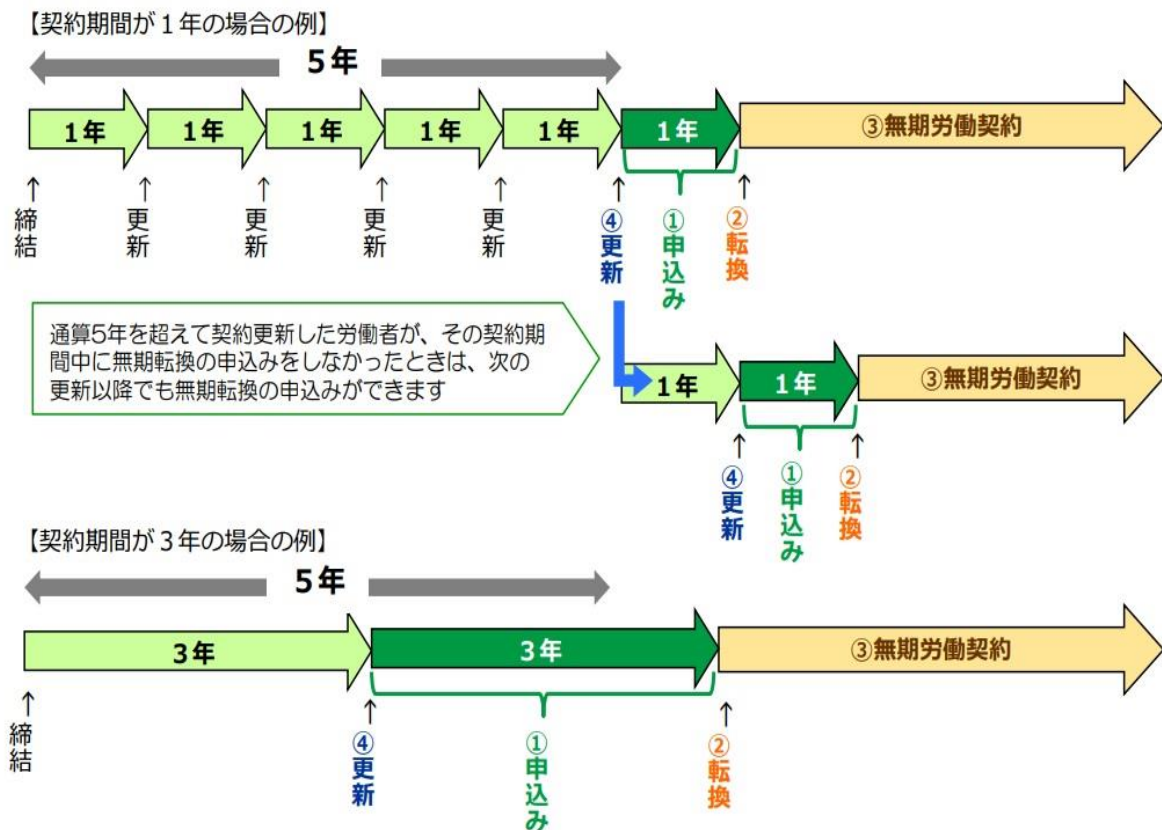 【契約期間が１年の場合の例】
5年
1年
1年
1年
1年
1年
1年
③無期労働契約
↑
締結
↑
更新
↑
更新
↑
更新
↑
更新
↑
④更新
①申込み
↑
②転換
通算5年を超えて契約更新した労働者が、その契約期
間中に無期転換の申込みをしなかったときは、次の
更新以降でも無期転換の申込みができます
1年
1年
③無期労働契約
↑
④更新
①申込み
↑
②転換
【契約期間が３年の場合の例】
5年
3年
3年
③無期労働契約
↑
締結
↑
④更新
①申込み
↑
②転換